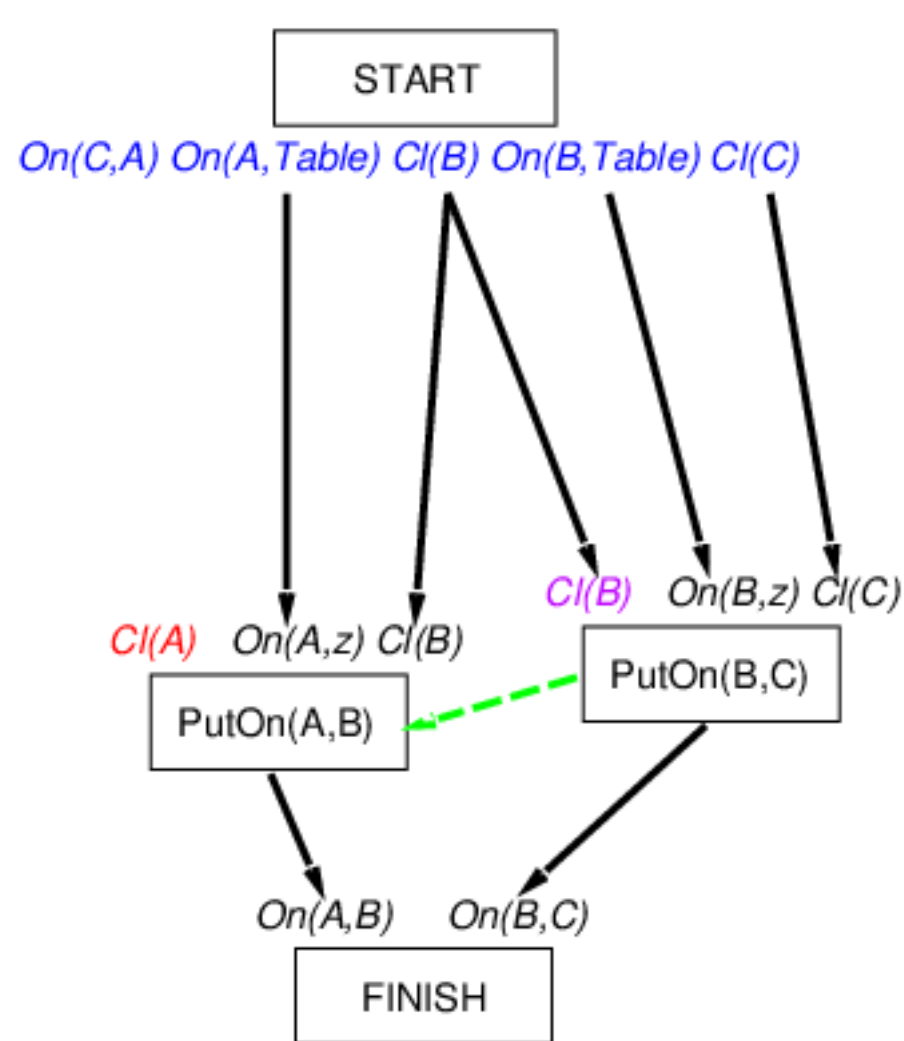 START
On(C,A) On(A,Table) Cl(B) On(B,Table) Cl(C)
Cl(B) On(B,z) Cl(C)
Cl(A) On(A,z) Cl(B)
PutOn(B,C)
PutOn(A,B)
On(A,B) On(B,C)
FINISH